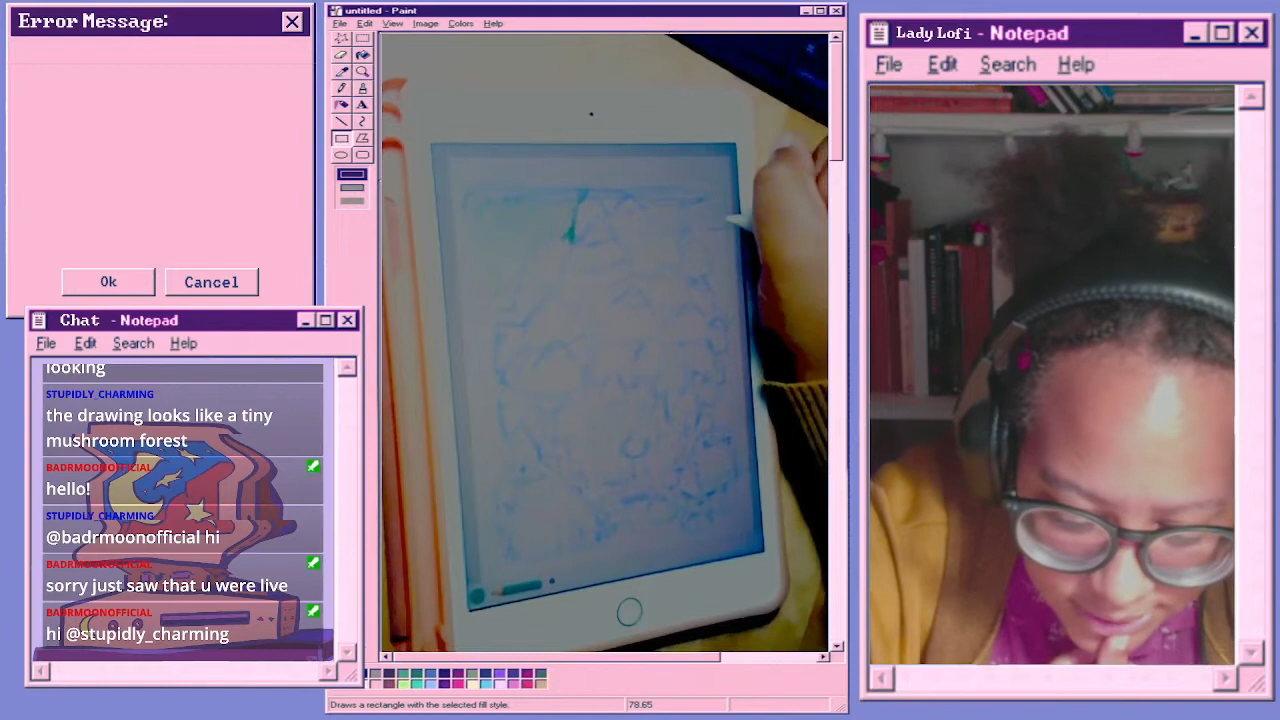 Error Message:
Ok
Cancel
Chat - Notepad
File Edit Search Help
looking
STUPIDLY_CHARMING
the drawing looks like a tiny
mushroom forest
BADRMOONOFFICIAL
hello!
STUPIDLY_CHARMING
@badrmoonofficial hi
BADRMOONOFFICIAL
sorry just saw that u were live
BADRMOONOFFICIAL
hi @stupidly_charming
untitled - Paint
File Edit View Image Colors Help
Draws a rectangle with the selected fill style.
78.65
Lady Lofi - Notepad
File Edit Search Help